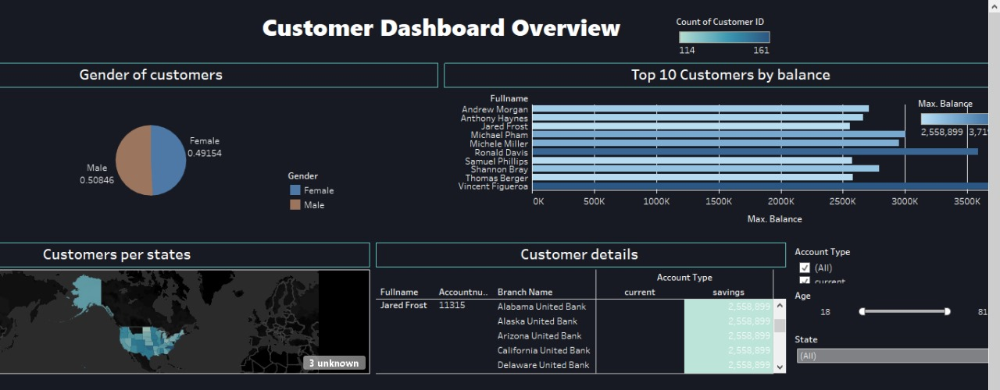 Customer Dashboard Overview
Count of Customer ID
114 161
Gender of customers
Top 10 Customers by balance
Female
0.49154
Male
0.50846
Gender
Female
Male
Fullname
Andrew Morgan
Anthony Haynes
Jared Frost
Michael Pham
Michele Miller
Ronald Davis
Samuel Phillips
Shannon Bray
Thomas Berger
Vincent Figueroa
0K 500K 1000K 1500K 2000K 2500K 3000K 3500K
Max. Balance
Max. Balance
2,558,899 3,719
Customers per states
3 unknown
Customer details
Account Type
Fullname Accountnu.. Branch Name current savings
Jared Frost 11315 Alabama United Bank 2,558,899
Alaska United Bank 2,558,899
Arizona United Bank 2,558,899
California United Bank 2,558,899
Delaware United Bank 2,558,899
Account Type
(All)
current
Age
18 81
State
(All)